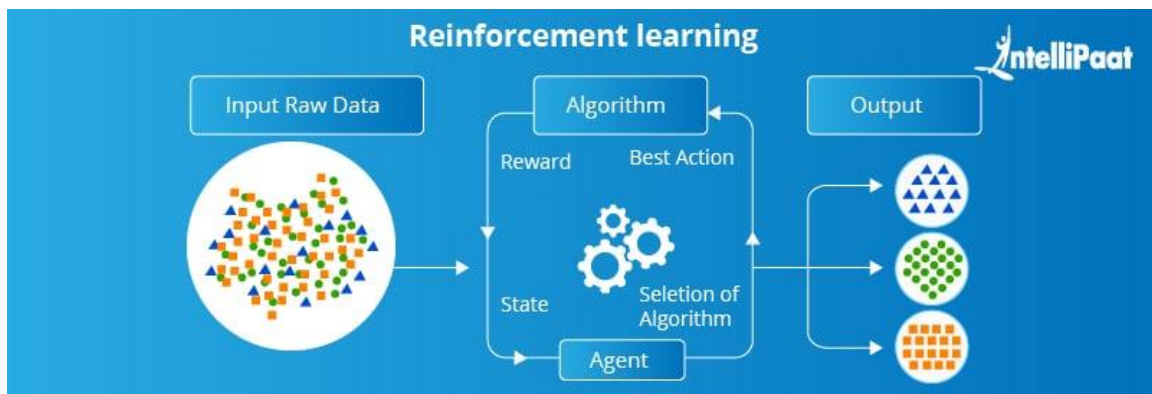 Reinforcement learning
IntelliPaat
Input Raw Data
Algorithm
Output
Reward
Best Action
State
Seletion of
Algorithm
Agent